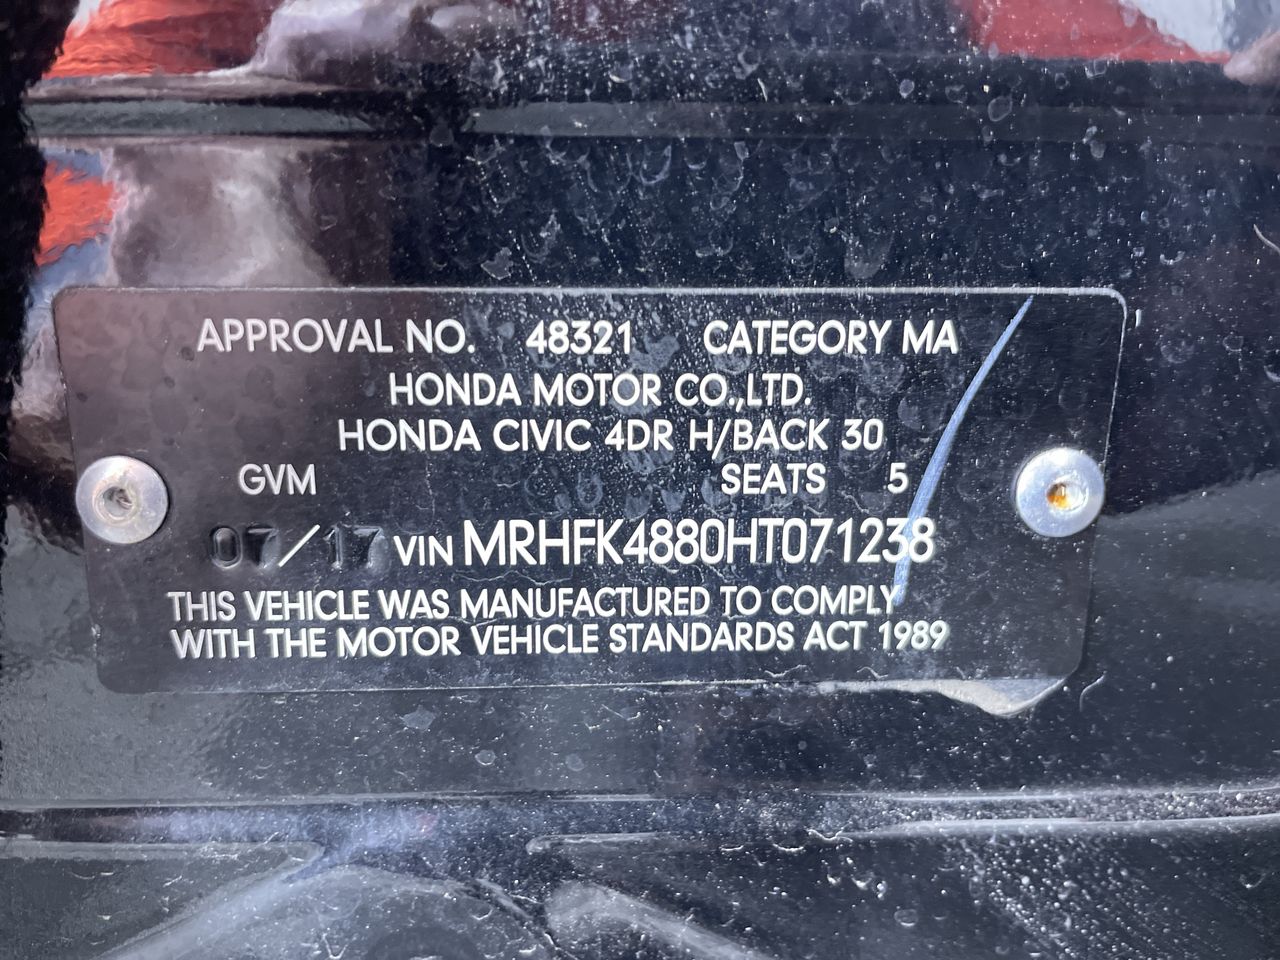 APPROVAL NO. 48321 CATEGORY MA
HONDA MOTOR CO.,LTD.
HONDA CIVIC 4DR H/BACK 30
GVM SEATS 5
07/17 VIN MRHFK4880HT071238
THIS VEHICLE WAS MANUFACTURED TO COMPLY
WITH THE MOTOR VEHICLE STANDARDS ACT 1989